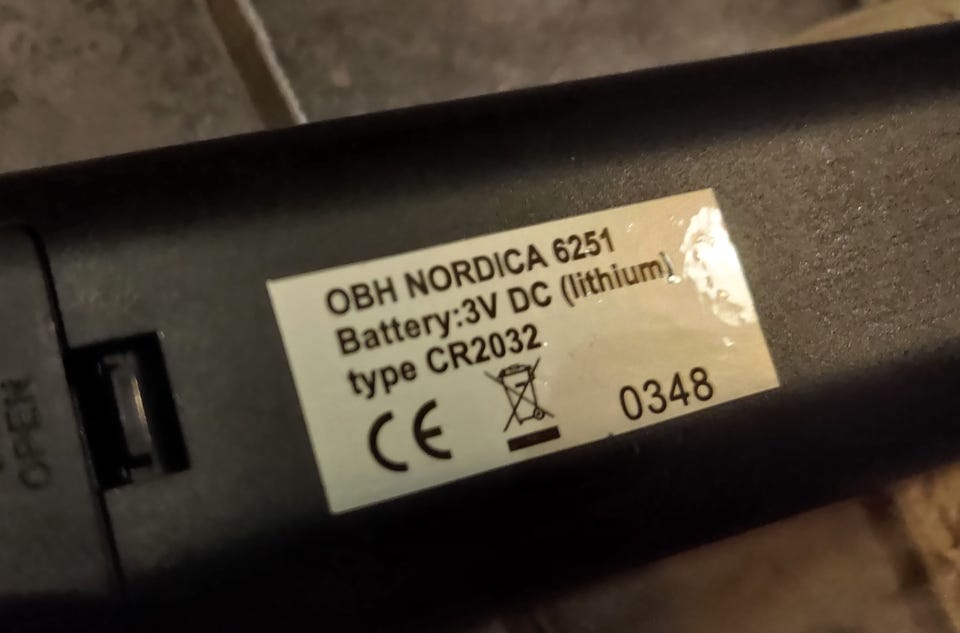 OBH NORDICA 6251
Battery:3V DC (lithium)
type CR2032
CE
0348
OPEN